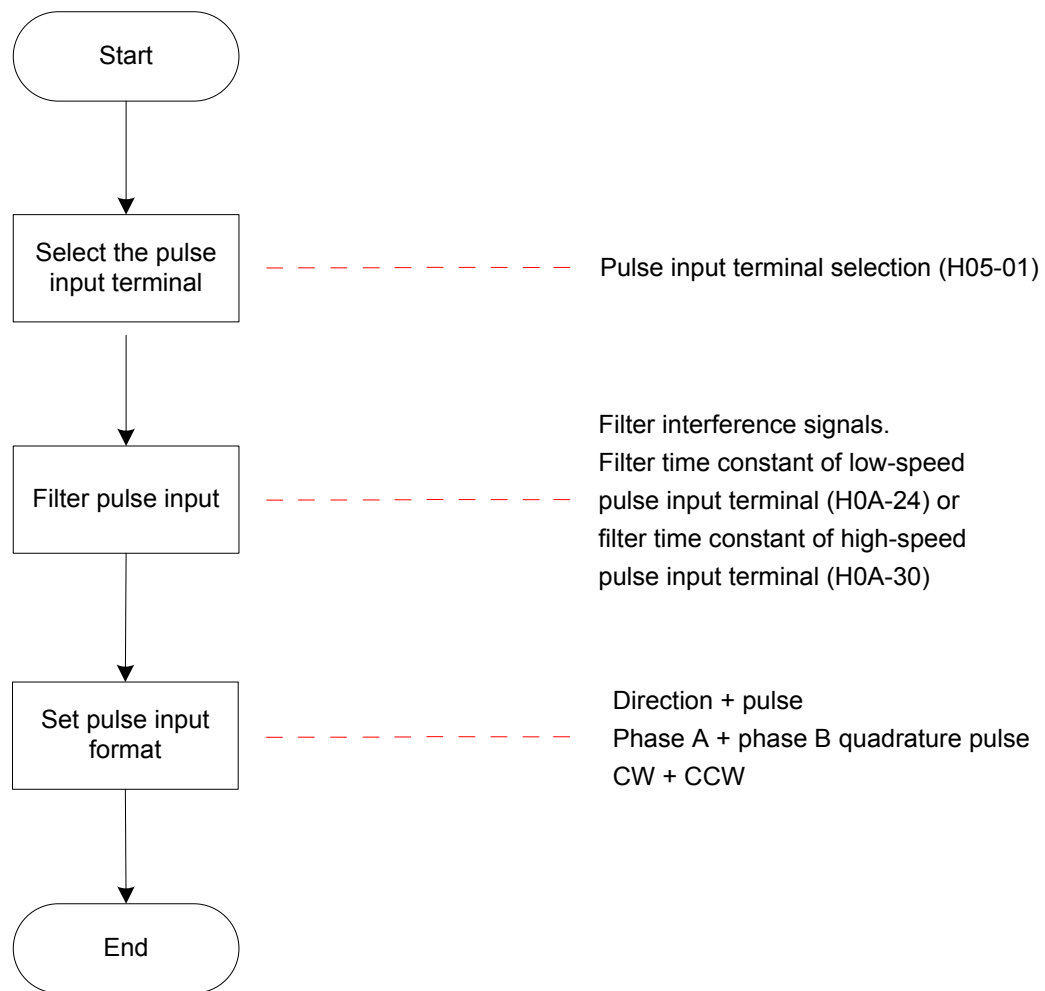 Start
Select the pulse
input terminal
Pulse input terminal selection (H05-01)
Filter pulse input
Filter interference signals.
Filter time constant of low-speed
pulse input terminal (H0A-24) or
filter time constant of high-speed
pulse input terminal (H0A-30)
Set pulse input
format
Direction + pulse
Phase A + phase B quadrature pulse
CW + CCW
End